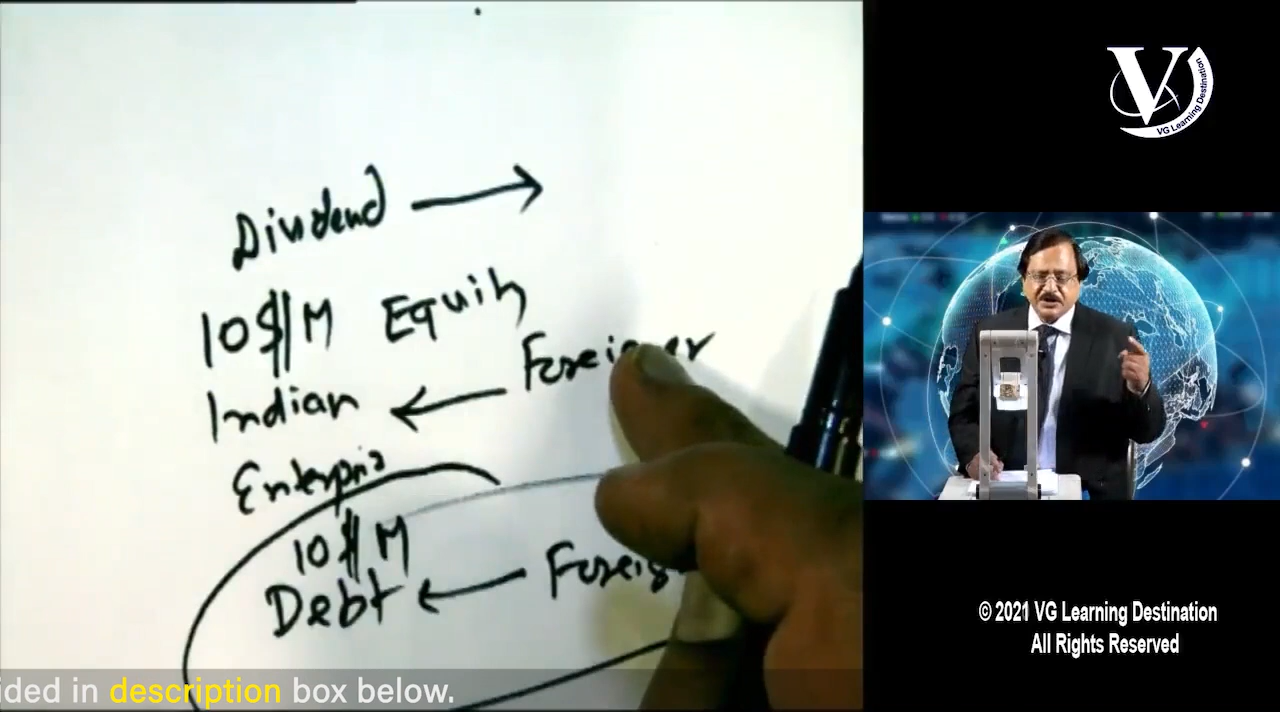 Dividend
10$M Equity
Foreigner
Indian
Enterpris
10$M
Debt
Foreig
V
VG Learning Destination
© 2021 VG Learning Destination
All Rights Reserved
ided in description box below.